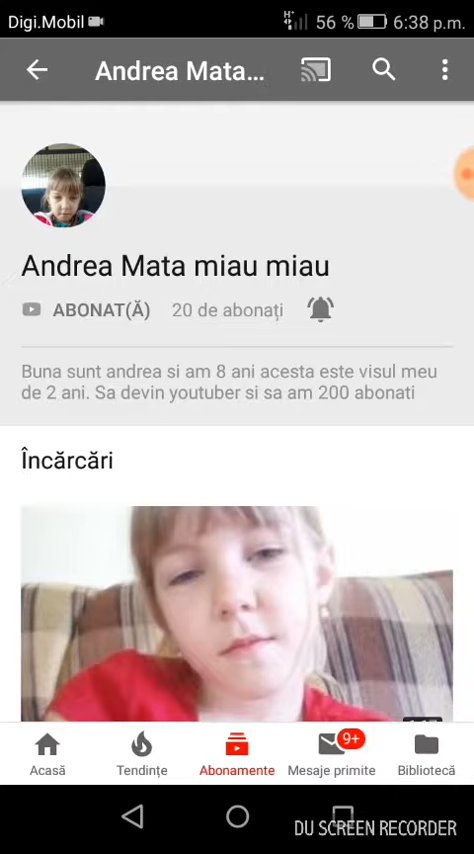 Digi.Mobil H+ 56 % 6:38 p.m.
Andrea Mata...
Andrea Mata miau miau
ABONAT(Ă) 20 de abonați
Buna sunt andrea si am 8 ani acesta este visul meu
de 2 ani. Sa devin youtuber si sa am 200 abonati
Încărcări
9+
Acasă Tendințe Abonamente Mesaje primite Bibliotecă
DU SCREEN RECORDER